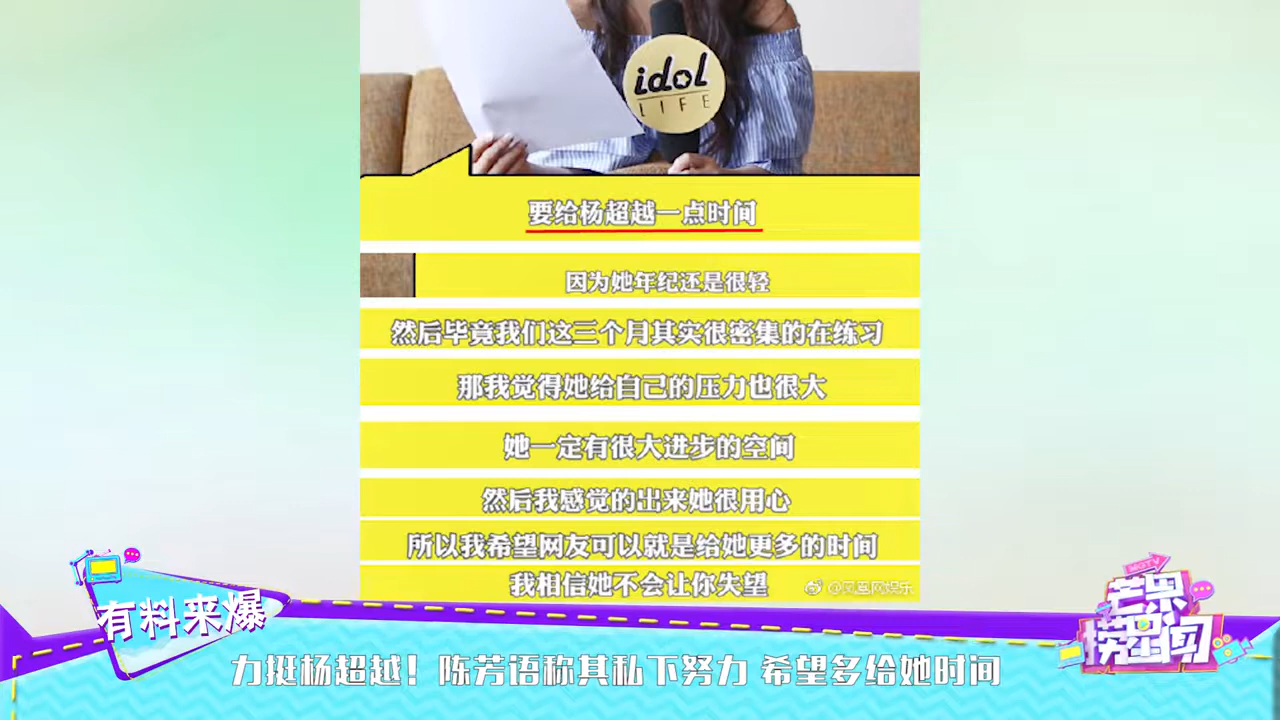 idol
LIFE
要给杨超越一点时间
因为她年纪还是很轻
然后毕竟我们这三个月其实很密集的在练习
那我觉得她给自己的压力也很大
她一定有很大进步的空间
然后我感觉的出来她很用心
所以我希望网友可以就是给她更多的时间
我相信她不会让你失望
@凤凰网娱乐
有料来爆
MGTV
芒果
捞星闻
力挺杨超越！陈芳语称其私下努力 希望多给她时间